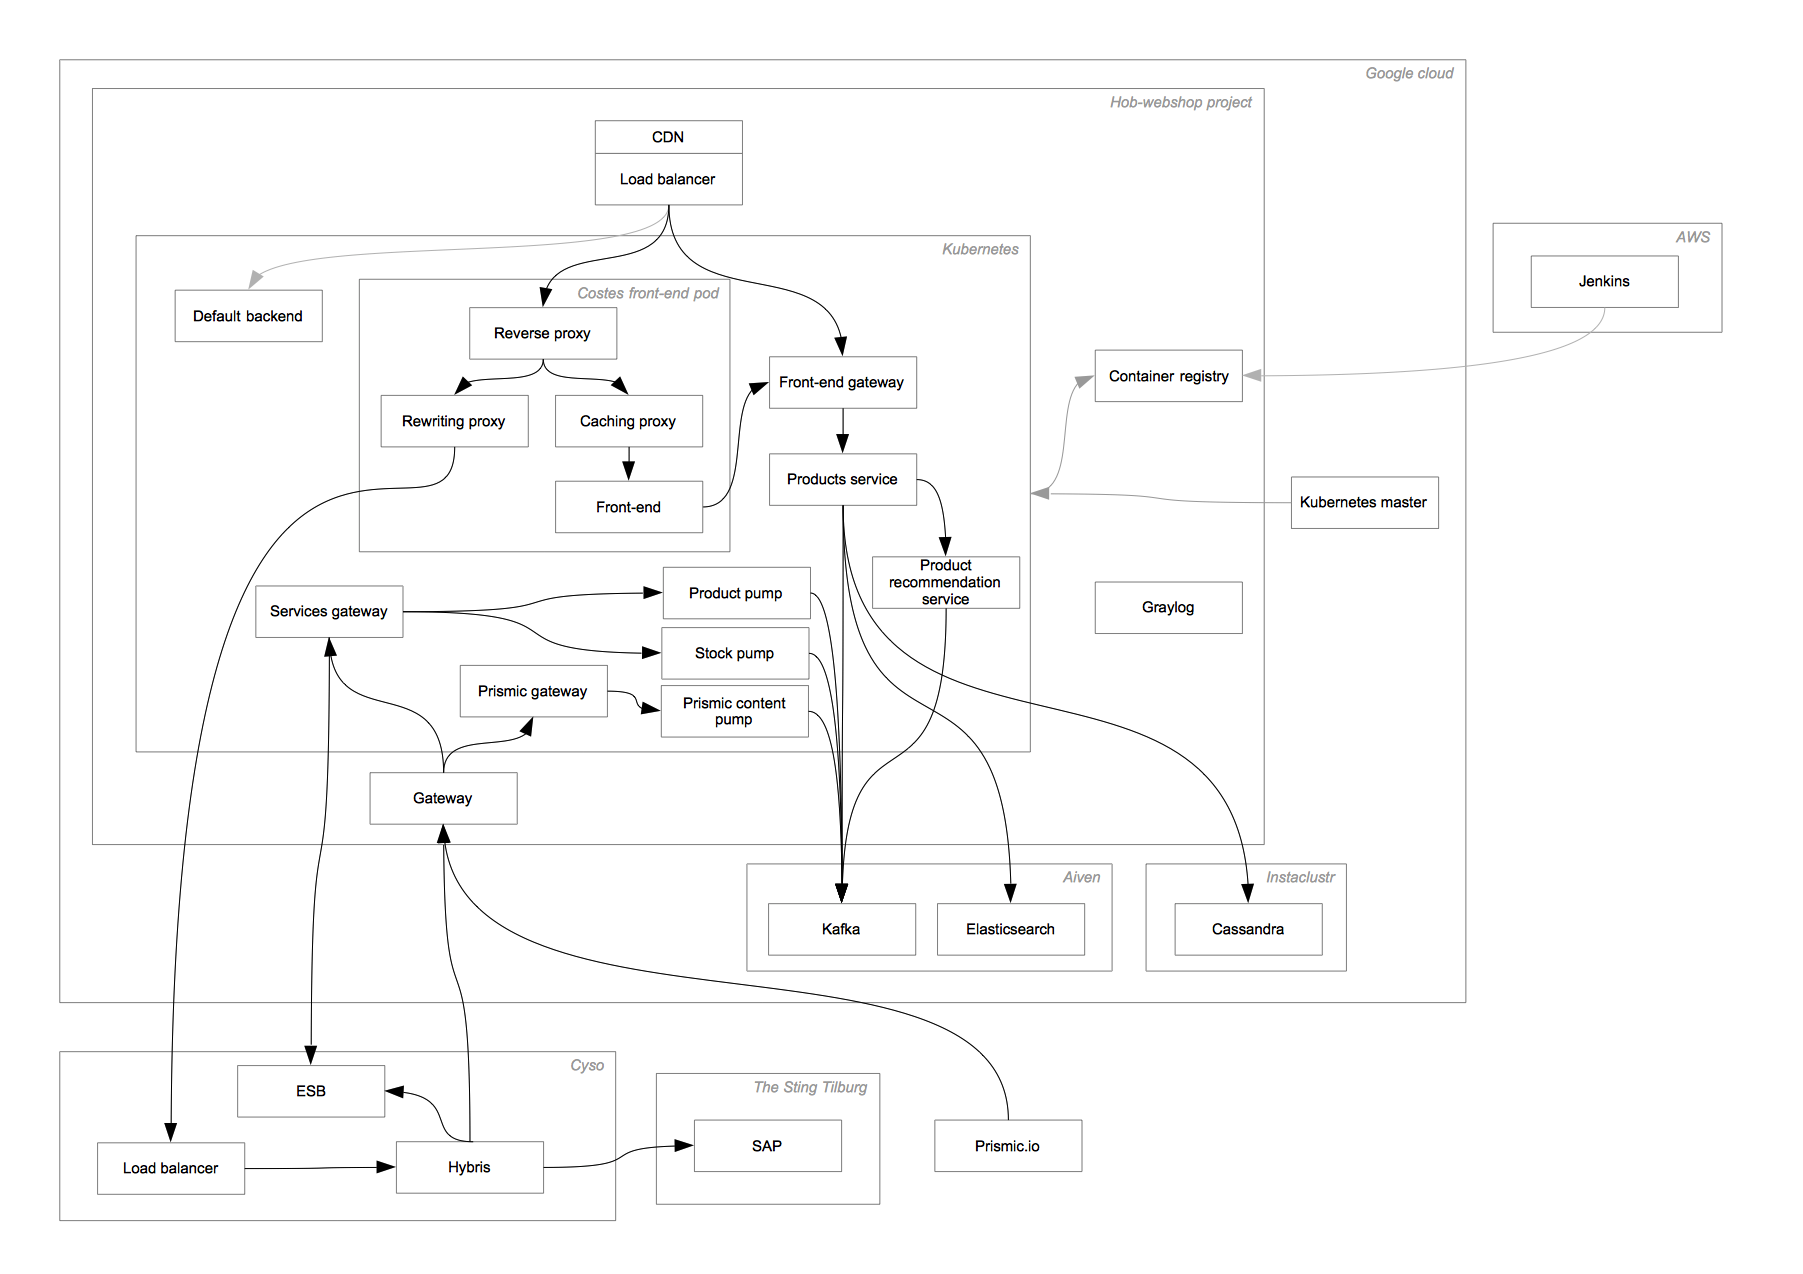 Google cloud
Hob-webshop project
CDN
Load balancer
Kubernetes
AWS
Jenkins
Costes front-end pod
Default backend
Reverse proxy
Front-end gateway
Container registry
Rewriting proxy
Caching proxy
Products service
Front-end
Kubernetes master
Product
recommendation
service
Services gateway
Product pump
Graylog
Stock pump
Prismic gateway
Prismic content
pump
Gateway
Aiven
Instaclustr
Kafka
Elasticsearch
Cassandra
Cyso
ESB
The Sting Tilburg
SAP
Prismic.io
Load balancer
Hybris